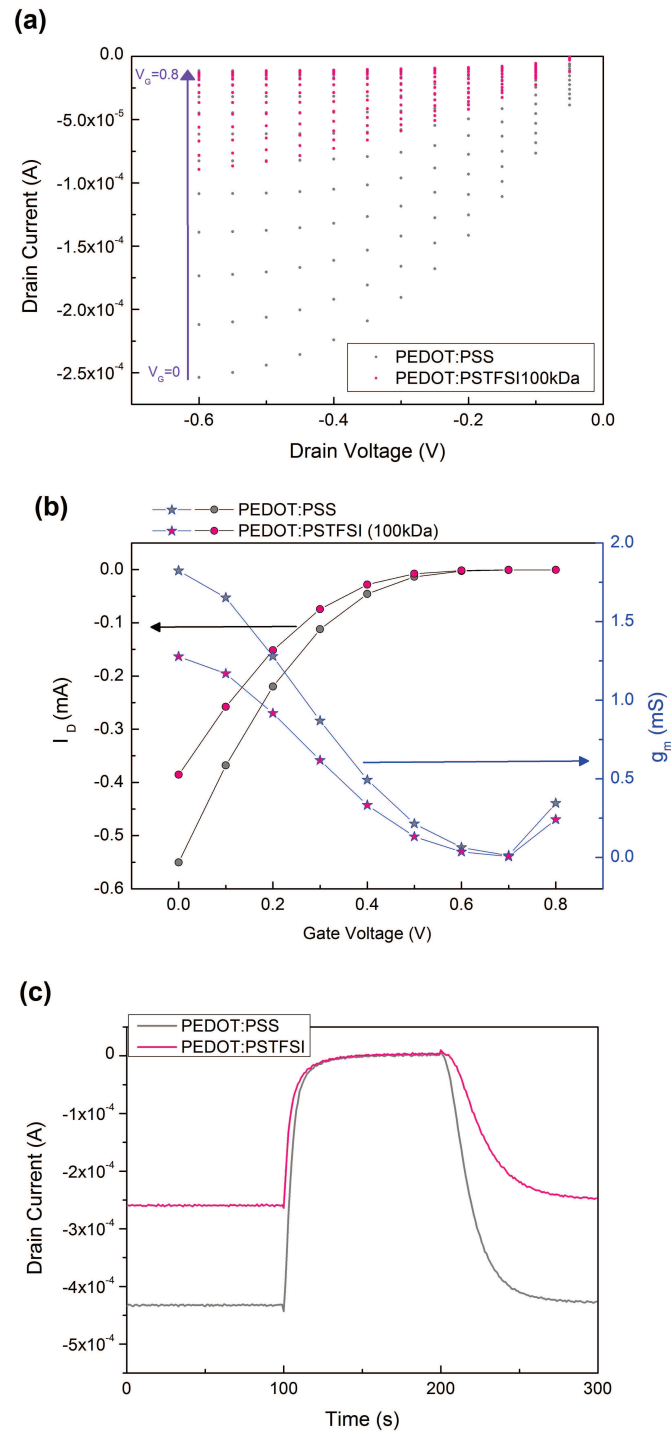 (a)
V_G=0.8
V_G=0
0.0
-5.0x10⁻⁵
-1.0x10⁻⁴
-1.5x10⁻⁴
-2.0x10⁻⁴
-2.5x10⁻⁴
Drain Current (A)
PEDOT:PSS
PEDOT:PSTFSI100kDa
-0.6 -0.4 -0.2 0.0
Drain Voltage (V)
(b)
PEDOT:PSS
PEDOT:PSTFSI (100kDa)
0.0
-0.1
-0.2
-0.3
-0.4
-0.5
-0.6
I_D (mA)
2.0
1.5
1.0
0.5
0.0
g_m (mS)
0.0 0.2 0.4 0.6 0.8
Gate Voltage (V)
(c)
PEDOT:PSS
PEDOT:PSTFSI
0
-1x10⁻⁴
-2x10⁻⁴
-3x10⁻⁴
-4x10⁻⁴
-5x10⁻⁴
Drain Current (A)
0 100 200 300
Time (s)